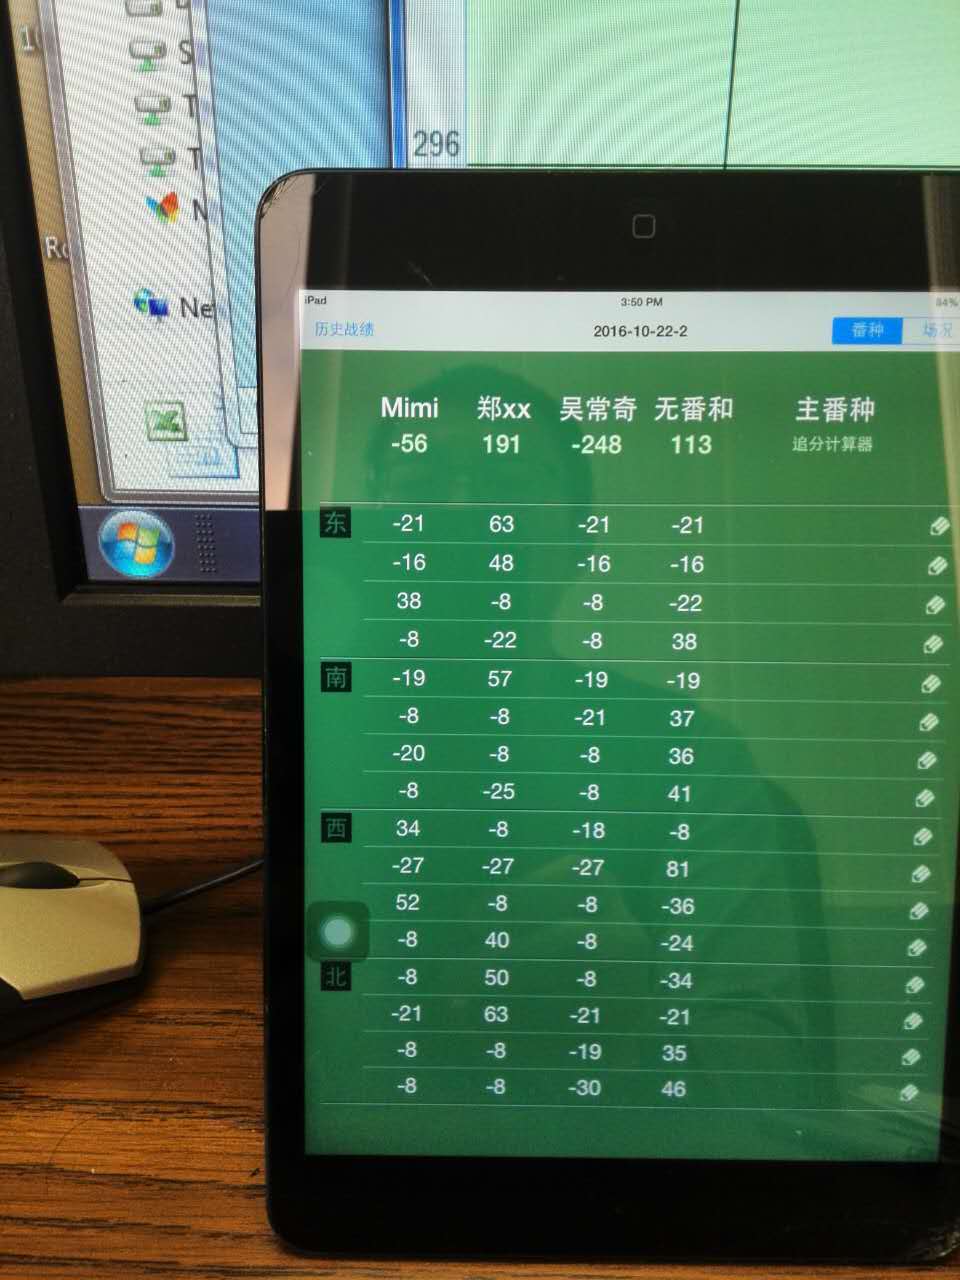 296
Ne
iPad 3:50 PM 84%
历史战绩 2016-10-22-2 番种 场况
Mimi 郑xx 吴常奇 无番和 主番种
-56 191 -248 113 追分计算器
东 -21 63 -21 -21
-16 48 -16 -16
38 -8 -8 -22
-8 -22 -8 38
南 -19 57 -19 -19
-8 -8 -21 37
-20 -8 -8 36
-8 -25 -8 41
西 34 -8 -18 -8
-27 -27 -27 81
52 -8 -8 -36
-8 40 -8 -24
北 -8 50 -8 -34
-21 63 -21 -21
-8 -8 -19 35
-8 -8 -30 46